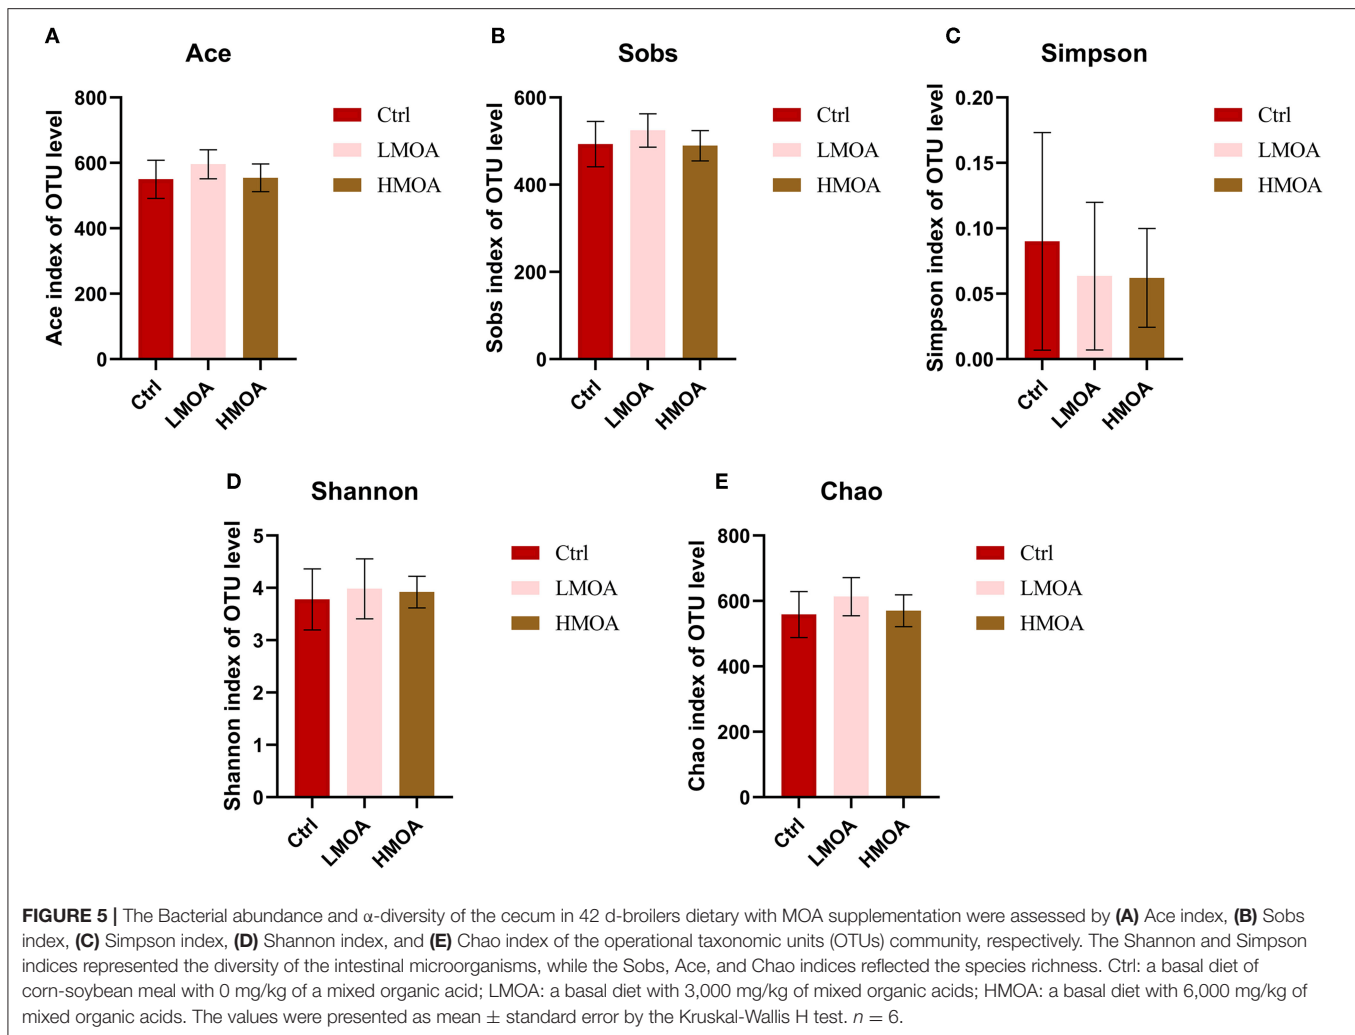 A
Ace
Ace index of OTU level
800
600
400
200
0
Ctrl
LMOA
HMOA
Ctrl
LMOA
HMOA
B
Sobs
Sobs index of OTU level
600
400
200
0
Ctrl
LMOA
HMOA
Ctrl
LMOA
HMOA
C
Simpson
Simpson index of OTU level
0.20
0.15
0.10
0.05
0.00
Ctrl
LMOA
HMOA
Ctrl
LMOA
HMOA
D
Shannon
Shannon index of OTU level
5
4
3
2
1
0
Ctrl
LMOA
HMOA
Ctrl
LMOA
HMOA
E
Chao
Chao index of OTU level
800
600
400
200
0
Ctrl
LMOA
HMOA
Ctrl
LMOA
HMOA
FIGURE 5 | The Bacterial abundance and α-diversity of the cecum in 42 d-broilers dietary with MOA supplementation were assessed by (A) Ace index, (B) Sobs
index, (C) Simpson index, (D) Shannon index, and (E) Chao index of the operational taxonomic units (OTUs) community, respectively. The Shannon and Simpson
indices represented the diversity of the intestinal microorganisms, while the Sobs, Ace, and Chao indices reflected the species richness. Ctrl: a basal diet of
corn-soybean meal with 0 mg/kg of a mixed organic acid; LMOA: a basal diet with 3,000 mg/kg of mixed organic acids; HMOA: a basal diet with 6,000 mg/kg of
mixed organic acids. The values were presented as mean ± standard error by the Kruskal-Wallis H test. n = 6.